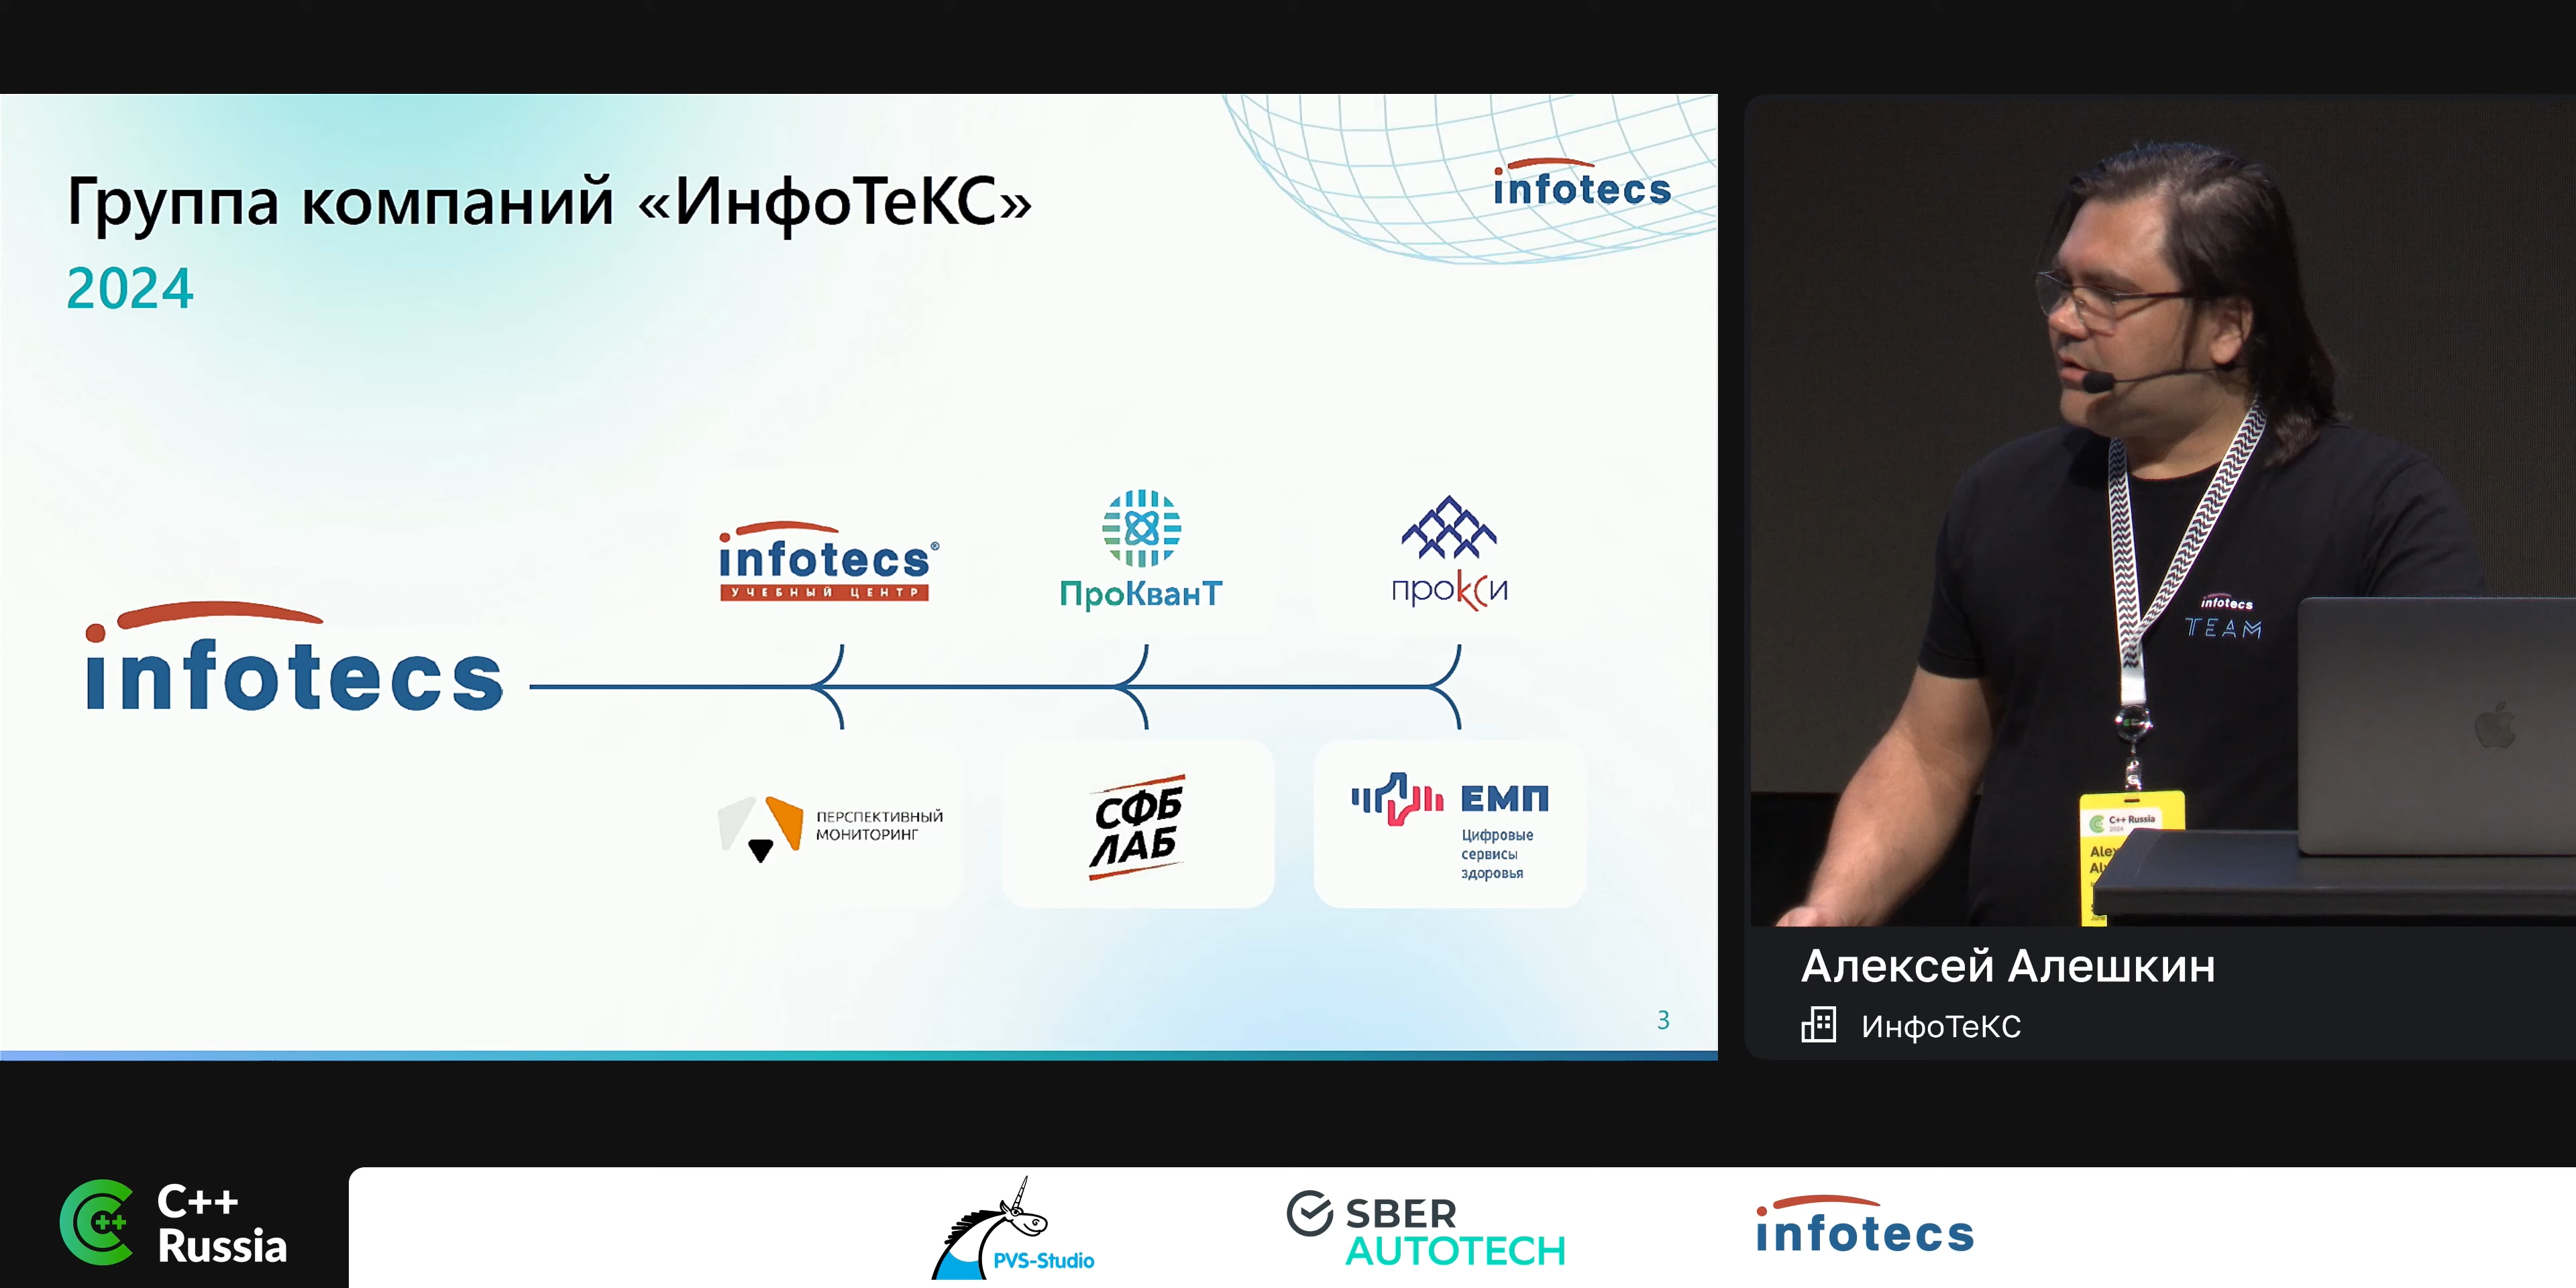 Группа компаний «ИнфоТеКС»
2024
infotecs
infotecs®
УЧЕБНЫЙ ЦЕНТР
ПроКванТ
прокси
infotecs
ПЕРСПЕКТИВНЫЙ
МОНИТОРИНГ
СФБ
ЛАБ
ЕМП
Цифровые
сервисы
здоровья
3
infotecs
TEAM
C++ Russia
2024
Алексей Алешкин
ИнфоТеКС
C++
C++
Russia
PVS-Studio
SBER
AUTOTECH
infotecs